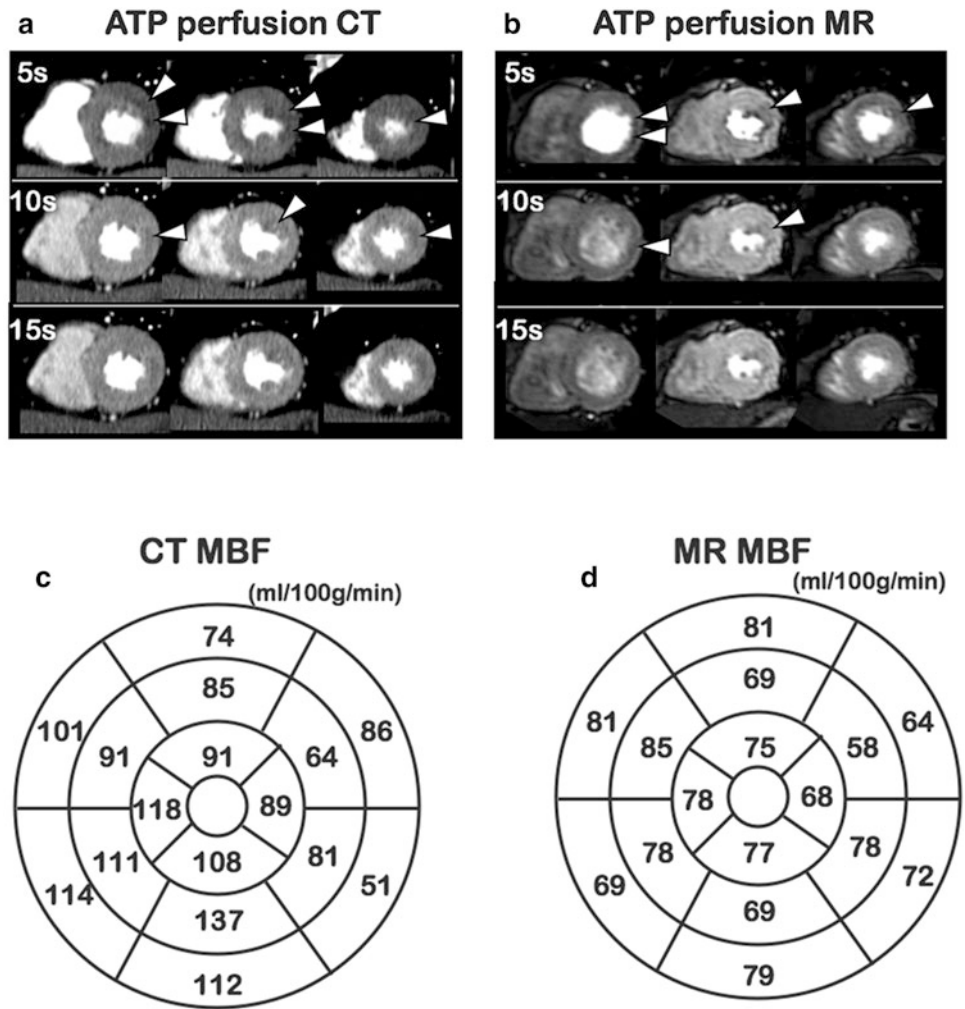 a ATP perfusion CT
5s
10s
15s
b ATP perfusion MR
5s
10s
15s
CT MBF
c (ml/100g/min)
74
85
101 86
91 91 64
118 89
111 108 81
114 51
137
112
MR MBF
d (ml/100g/min)
81
69
81 64
85 75 58
78 68
78 77 78
69 72
69
79